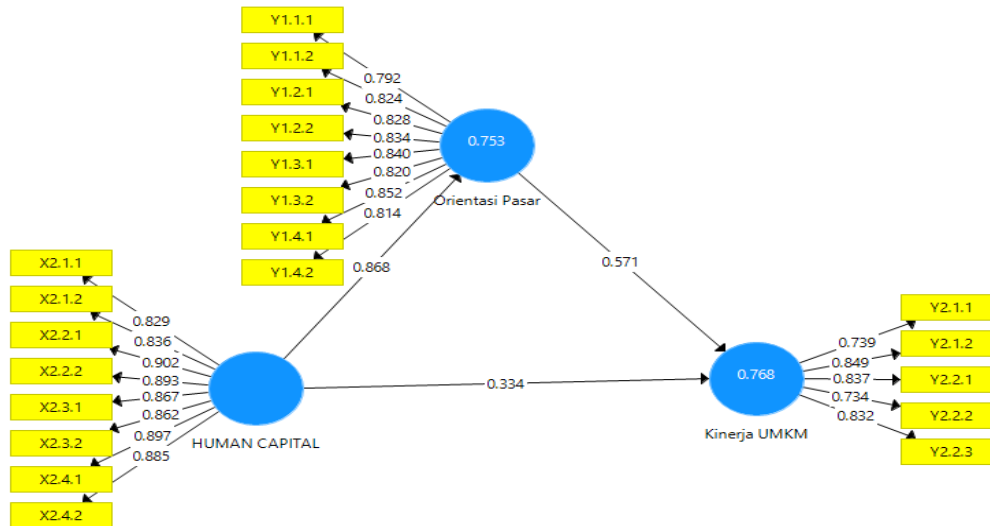 Y1.1.1
Y1.1.2
Y1.2.1
Y1.2.2
Y1.3.1
Y1.3.2
Y1.4.1
Y1.4.2
0.792
0.824
0.828
0.834
0.840
0.820
0.852
0.814
0.753
Orientasi Pasar
0.868
0.571
X2.1.1
X2.1.2
X2.2.1
X2.2.2
X2.3.1
X2.3.2
X2.4.1
X2.4.2
0.829
0.836
0.902
0.893
0.867
0.862
0.897
0.885
HUMAN CAPITAL
0.334
0.768
Kinerja UMKM
0.739
0.849
0.837
0.734
0.832
Y2.1.1
Y2.1.2
Y2.2.1
Y2.2.2
Y2.2.3